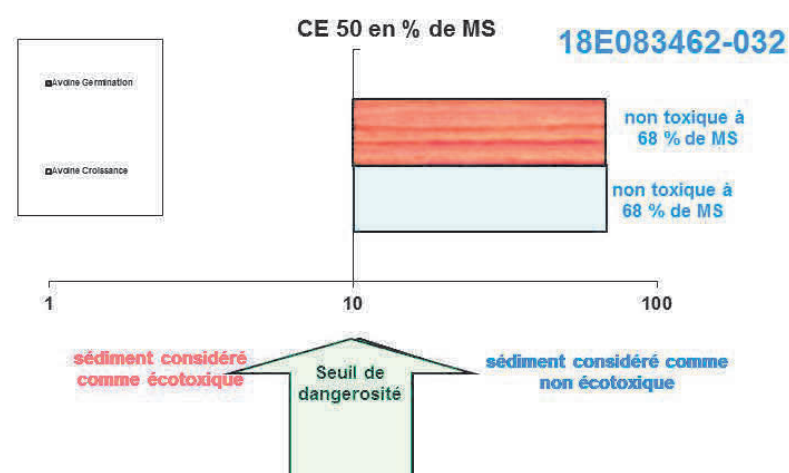 CE 50 en % de MS
18E083462-032
Avoine Germination
Avoine Croissance
non toxique à
68 % de MS
non toxique à
68 % de MS
1
10
100
sédiment considéré
comme écotoxique
Seuil de
dangerosité
sédiment considéré comme
non écotoxique